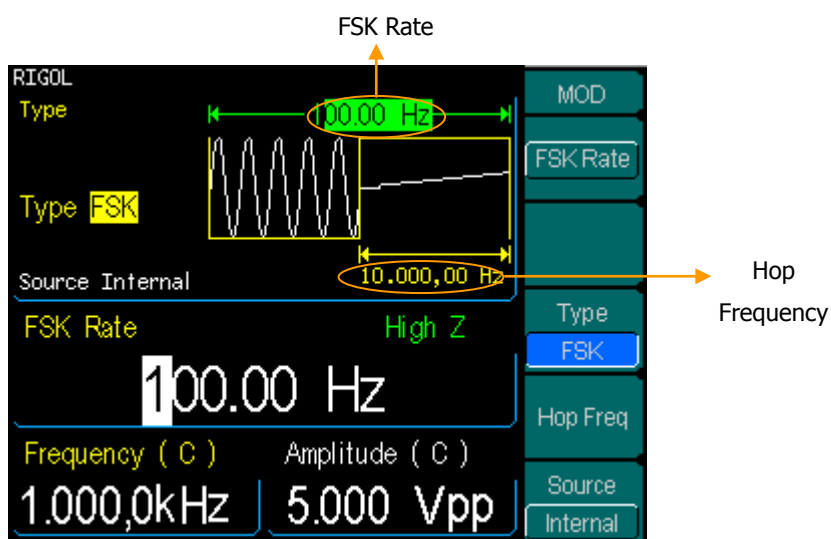 FSK Rate
RIGOL
Type
100.00 Hz
MOD
FSK Rate
Type FSK
10.000,00 Hz
Source Internal
Hop
Frequency
Type
FSK
FSK Rate
High Z
100.00 Hz
Hop Freq
Frequency ( C )
Amplitude ( C )
1.000,0kHz
5.000 Vpp
Source
Internal